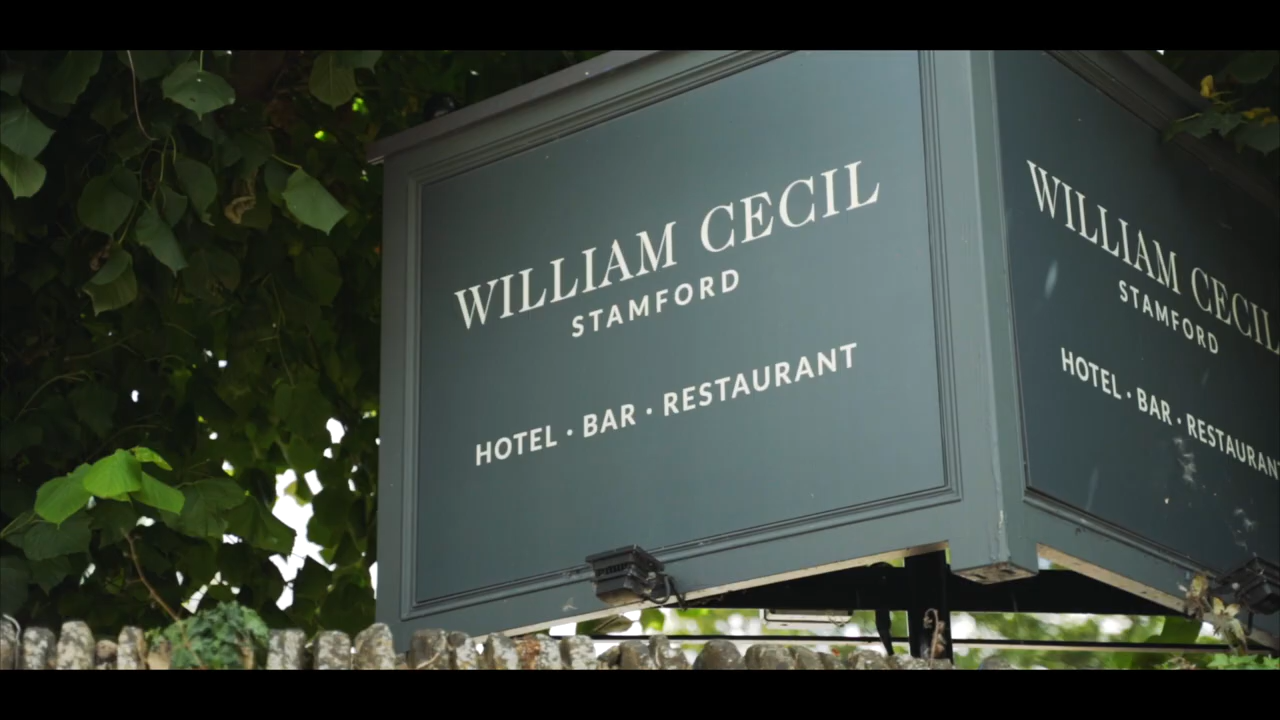 WILLIAM CECIL
STAMFORD
HOTEL · BAR · RESTAURANT
WILLIAM CECIL
STAMFORD
HOTEL · BAR · RESTAURANT